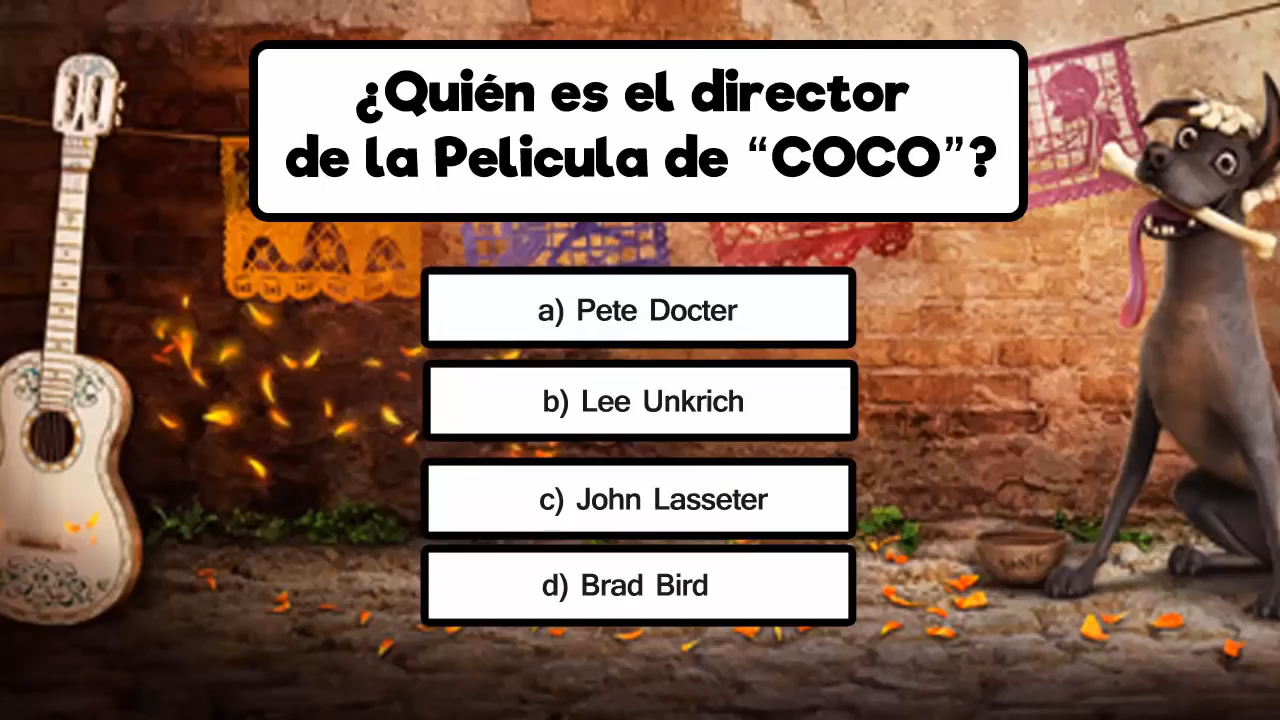 ¿Quién es el director
de la Pelicula de “COCO”?
a) Pete Docter
b) Lee Unkrich
c) John Lasseter
d) Brad Bird